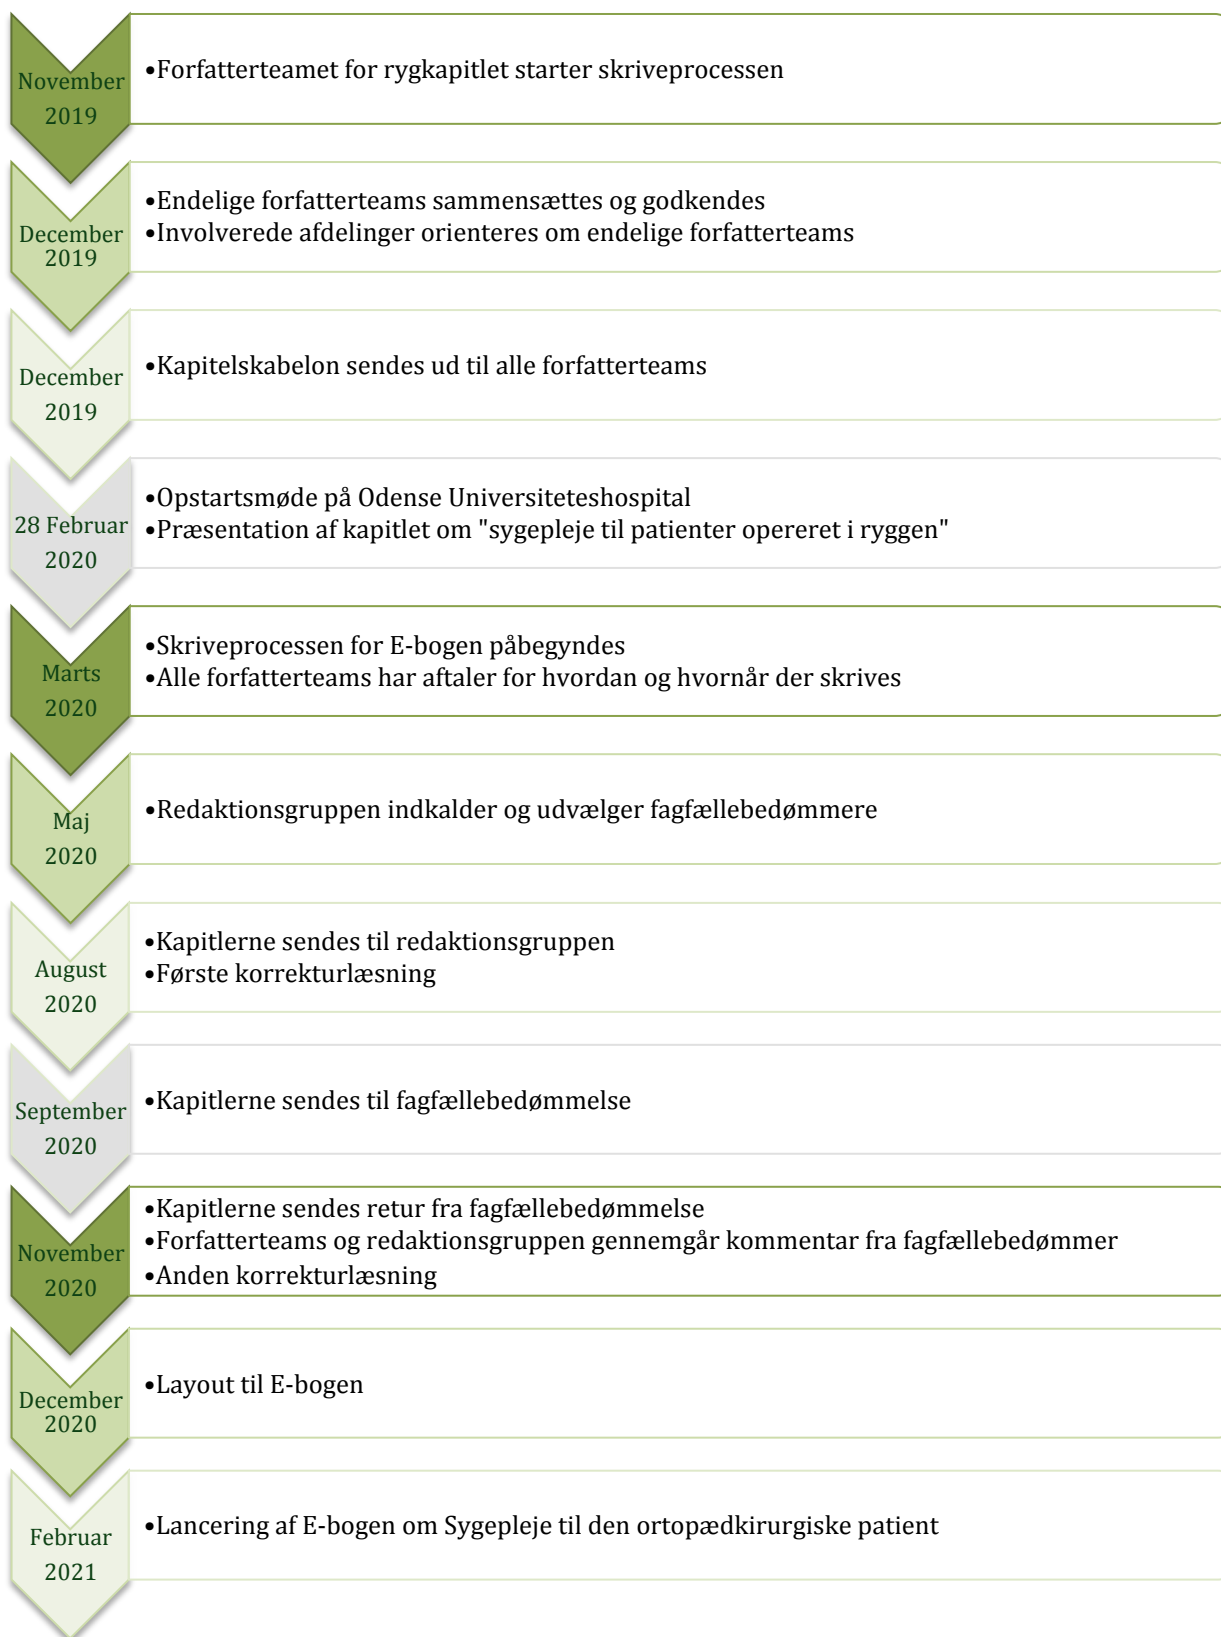 November
2019
•Forfatterteamet for rygkapitlet starter skriveprocessen
December
2019
•Endelige forfatterteams sammensættes og godkendes
•Involverede afdelinger orienteres om endelige forfatterteams
December
2019
•Kapitelskabelon sendes ud til alle forfatterteams
28 Februar
2020
•Opstartsmøde på Odense Universiteteshospital
•Præsentation af kapitlet om "sygepleje til patienter opereret i ryggen"
Marts
2020
•Skriveprocessen for E-bogen påbegyndes
•Alle forfatterteams har aftaler for hvordan og hvornår der skrives
Maj
2020
•Redaktionsgruppen indkalder og udvælger fagfællebedømmere
August
2020
•Kapitlerne sendes til redaktionsgruppen
•Første korrekturlæsning
September
2020
•Kapitlerne sendes til fagfællebedømmelse
November
2020
•Kapitlerne sendes retur fra fagfællebedømmelse
•Forfatterteams og redaktionsgruppen gennemgår kommentar fra fagfællebedømmer
•Anden korrekturlæsning
December
2020
•Layout til E-bogen
Februar
2021
•Lancering af E-bogen om Sygepleje til den ortopædkirurgiske patient